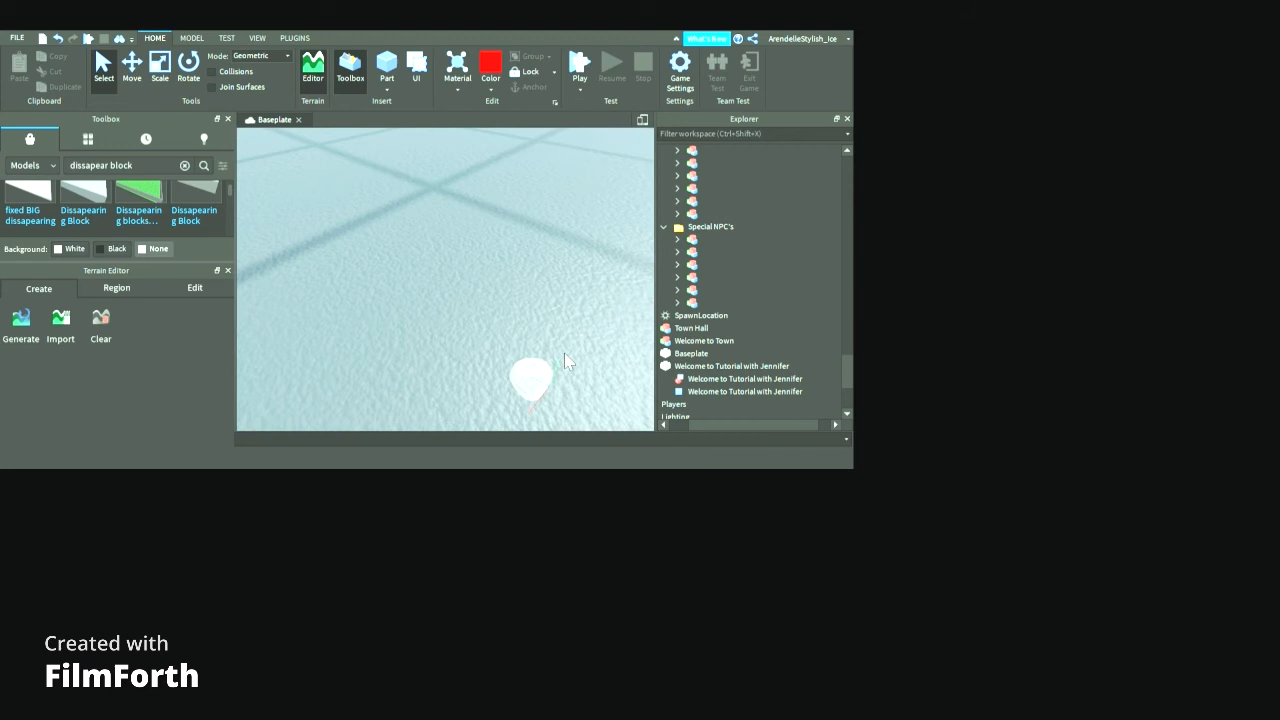 FILE HOME MODEL TEST VIEW PLUGINS What's New ArendelleStylish_Ice
Paste Copy Cut Duplicate Select Move Scale Rotate Mode: Geometric Collisions Join Surfaces Editor Toolbox Part UI Material Color Group Lock Anchor Play Resume Stop Game Settings Team Test Exit Game
Clipboard Tools Terrain Insert Edit Test Settings Team Test
Toolbox
Baseplate
Explorer
Filter workspace (Ctrl+Shift+X)
Models dissapear block
fixed BIG dissapearing
Dissapearin g Block
Dissapearin g blocks...
Dissapearin g Block
Background: White Black None
Terrain Editor
Create Region Edit
Generate Import Clear
Special NPC's
SpawnLocation
Town Hall
Welcome to Town
Baseplate
Welcome to Tutorial with Jennifer
Welcome to Tutorial with Jennifer
Welcome to Tutorial with Jennifer
Players
Lighting
Created with
FilmForth